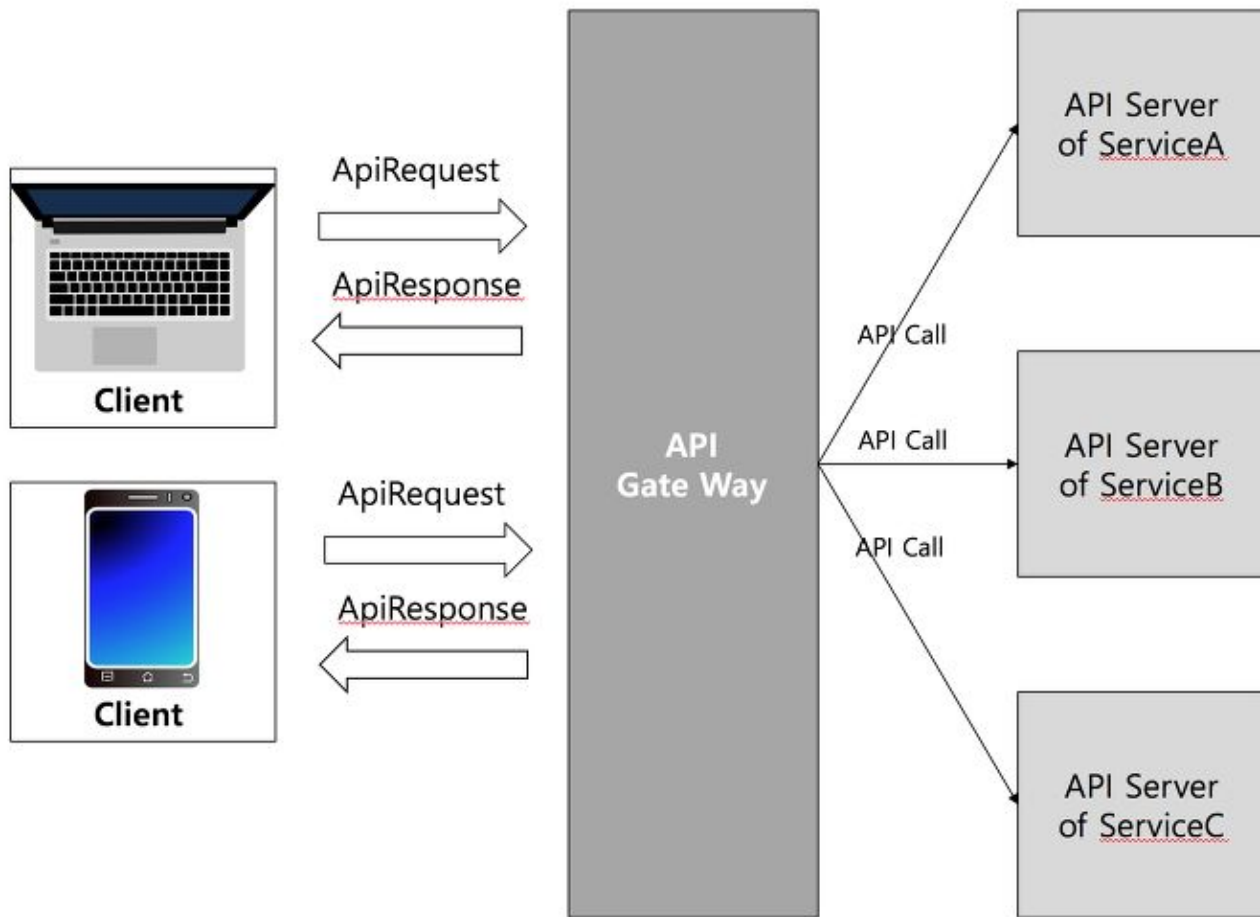 ApiRequest
ApiResponse
Client
ApiRequest
ApiResponse
Client
API
Gate Way
API Call
API Call
API Call
API Server
of ServiceA
API Server
of ServiceB
API Server
of ServiceC